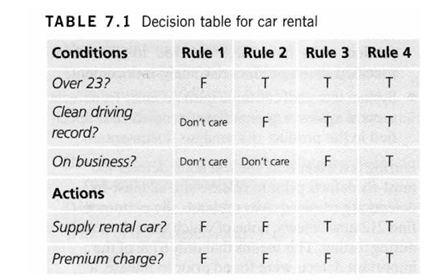 TABLE 7.1 Decision table for car rental
Conditions Rule 1 Rule 2 Rule 3 Rule 4
Over 23? F T T T
Clean driving
record? Don't care F T T
On business? Don't care Don't care F T
Actions
Supply rental car? F F T T
Premium charge? F F F T